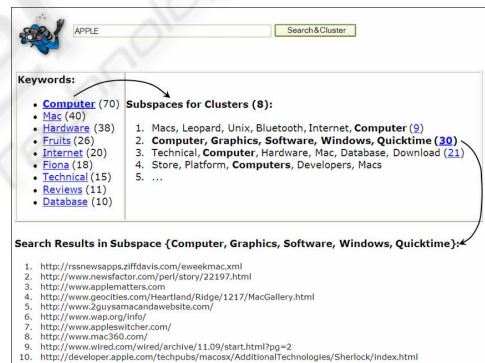 APPLE
Search&Cluster
Keywords:
Computer (70)
Mac (40)
Hardware (38)
Fruits (26)
Internet (20)
Fiona (18)
Technical (15)
Reviews (11)
Database (10)
Subspaces for Clusters (8):
1. Macs, Leopard, Unix, Bluetooth, Internet, Computer (9)
2. Computer, Graphics, Software, Windows, Quicktime (30)
3. Technical, Computer, Hardware, Mac, Database, Download (21)
4. Store, Platform, Computers, Developers, Macs
5. ...
Search Results in Subspace {Computer, Graphics, Software, Windows, Quicktime}:
1. http://rssnewsapps.ziffdavis.com/eweekmac.xml
2. http://www.newsfactor.com/perl/story/22197.html
3. http://www.applematters.com
4. http://www.geocities.com/Heartland/Ridge/1217/MacGallery.html
5. http://www.2guysamacandawebsite.com/
6. http://www.wap.org/info/
7. http://www.appleswitcher.com/
8. http://www.mac360.com/
9. http://www.wired.com/wired/archive/11.09/start.html?pg=2
10. http://developer.apple.com/techpubs/macosx/AdditionalTechnologies/Sherlock/index.html